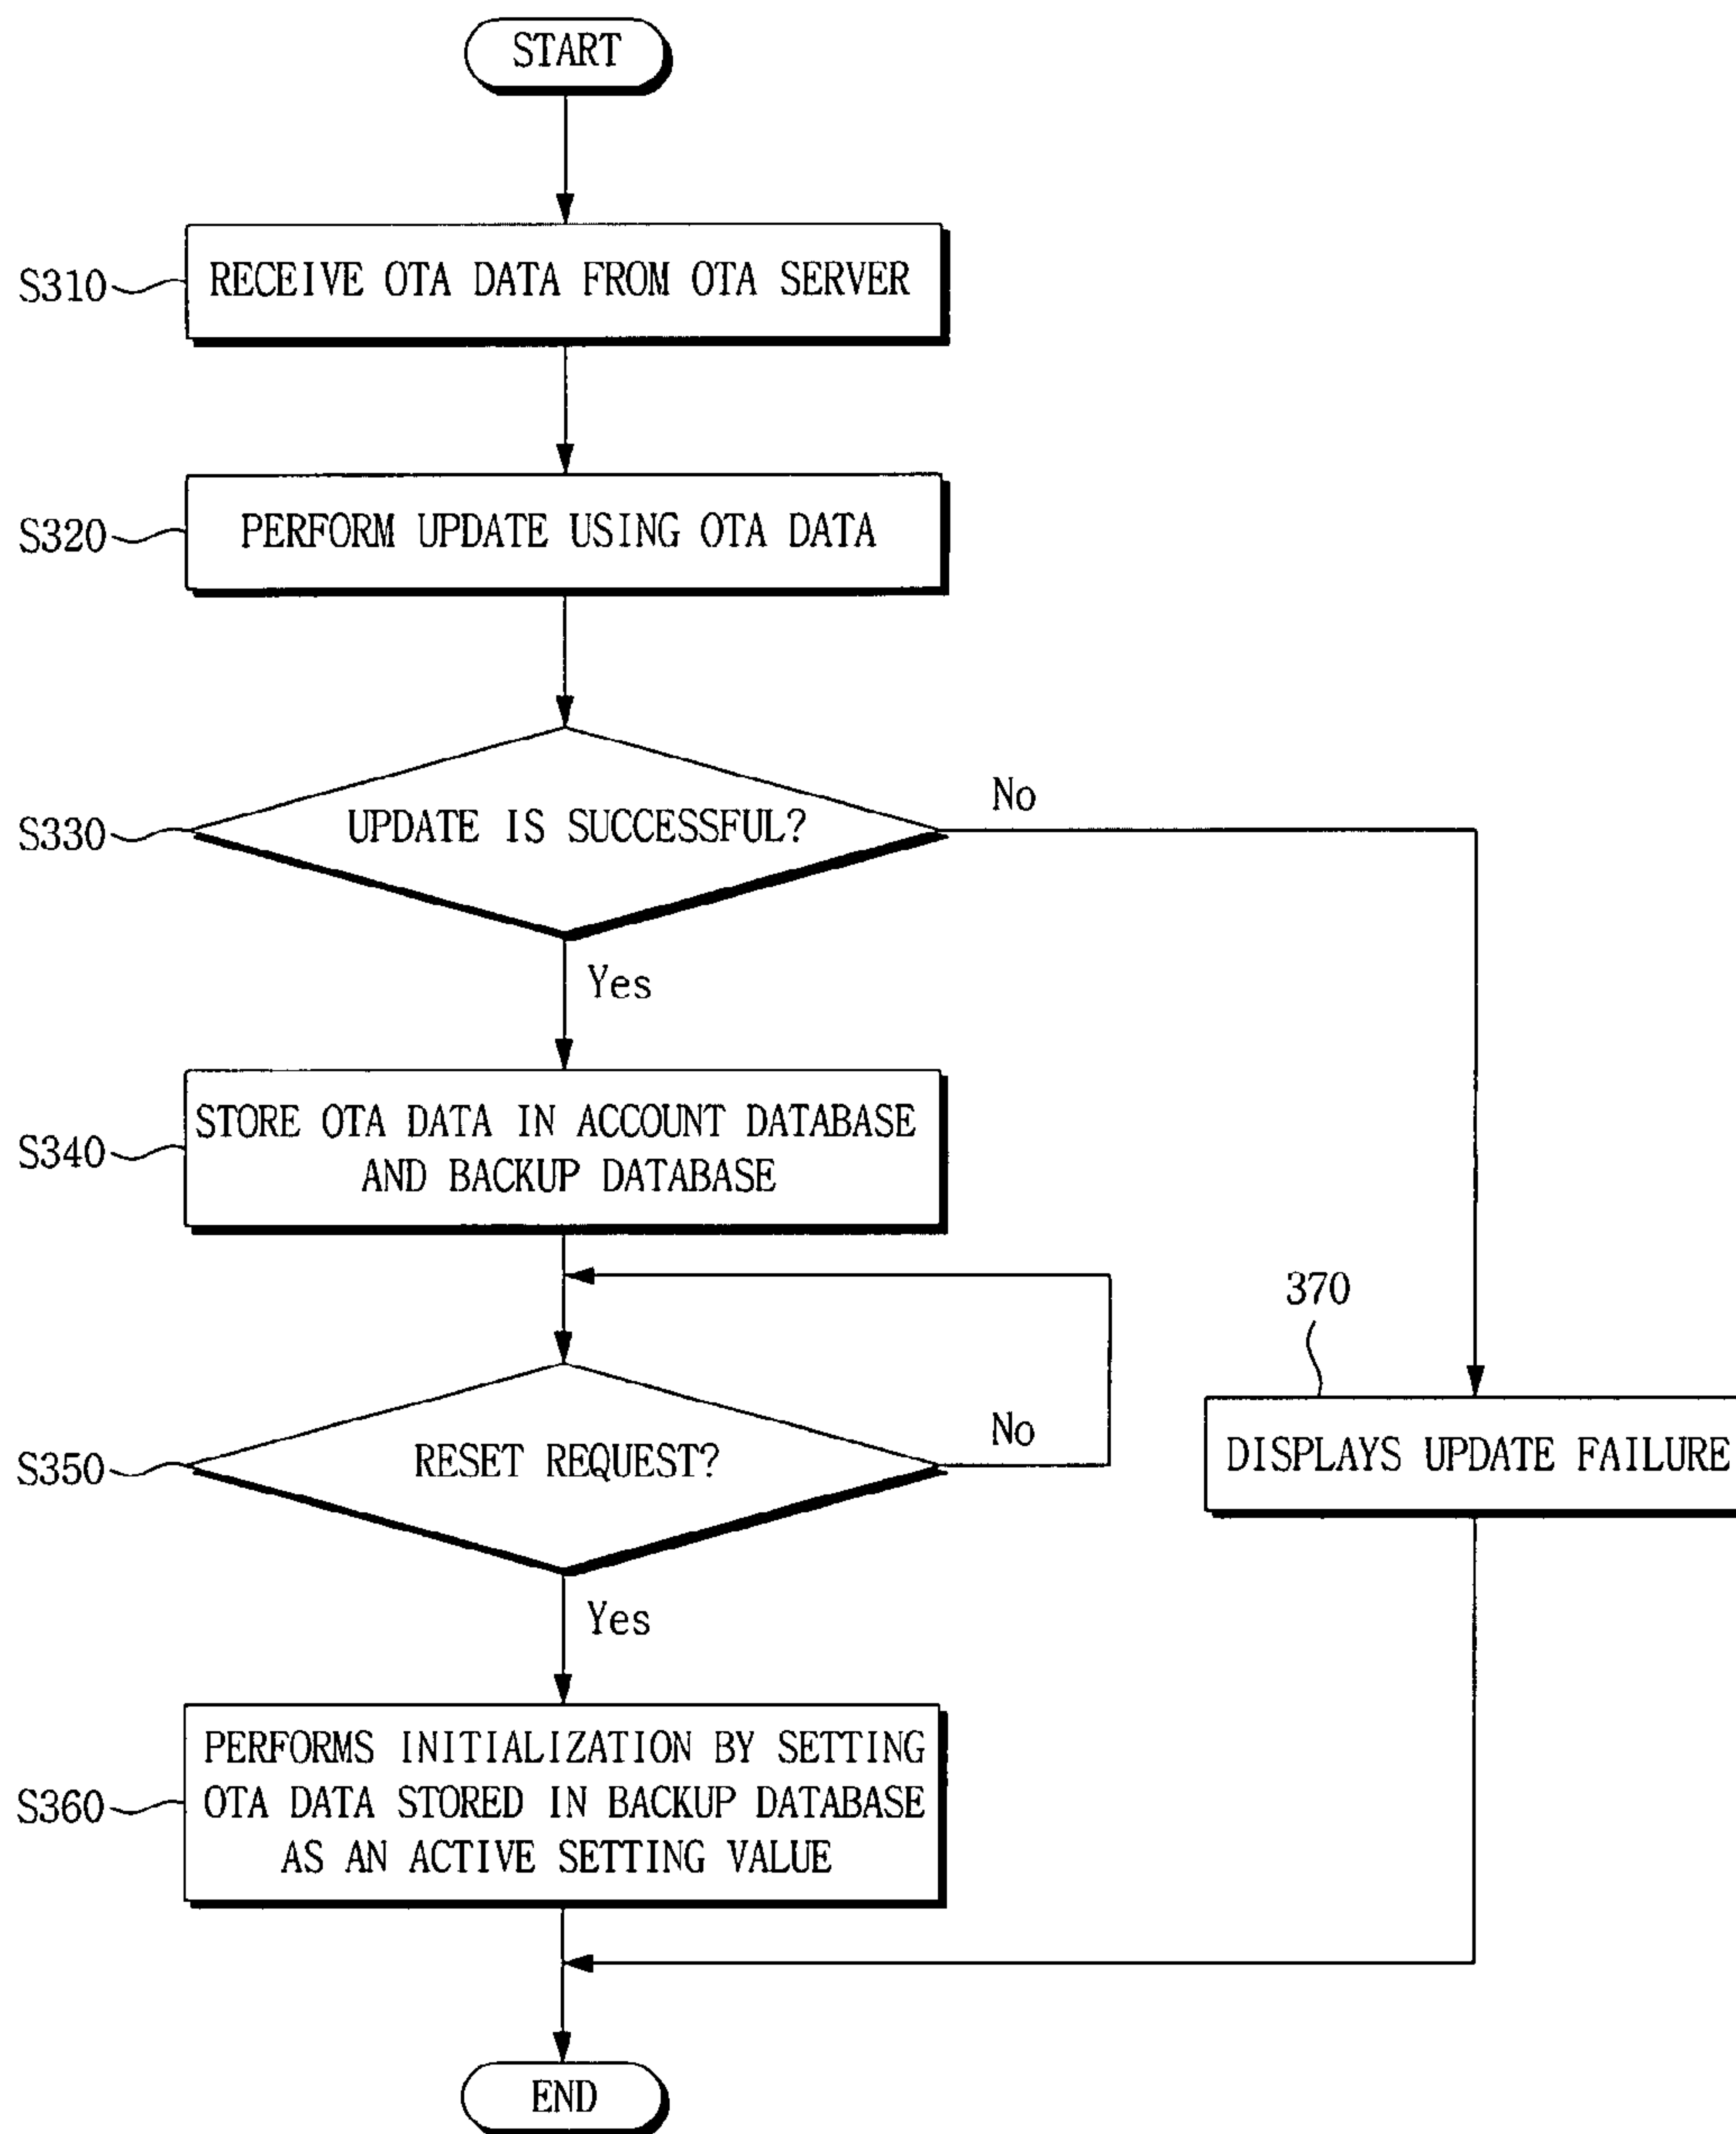 START
S310
RECEIVE OTA DATA FROM OTA SERVER
S320
PERFORM UPDATE USING OTA DATA
S330
UPDATE IS SUCCESSFUL?
No
Yes
S340
STORE OTA DATA IN ACCOUNT DATABASE
AND BACKUP DATABASE
370
S350
RESET REQUEST?
No
DISPLAYS UPDATE FAILURE
Yes
S360
PERFORMS INITIALIZATION BY SETTING
OTA DATA STORED IN BACKUP DATABASE
AS AN ACTIVE SETTING VALUE
END